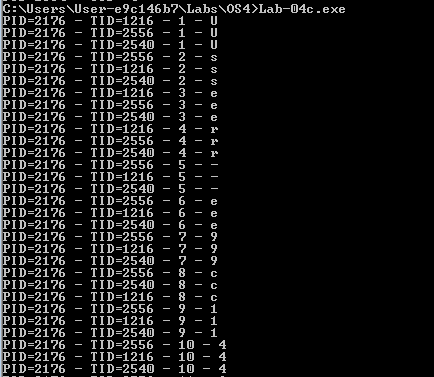 C:\Users\User-e9c146b7\Labs\OS4>Lab-04c.exe
PID=2176 - TID=1216 - 1 - U
PID=2176 - TID=2556 - 1 - U
PID=2176 - TID=2540 - 1 - U
PID=2176 - TID=2556 - 2 - s
PID=2176 - TID=1216 - 2 - s
PID=2176 - TID=2540 - 2 - s
PID=2176 - TID=1216 - 3 - e
PID=2176 - TID=2556 - 3 - e
PID=2176 - TID=2540 - 3 - e
PID=2176 - TID=1216 - 4 - r
PID=2176 - TID=2556 - 4 - r
PID=2176 - TID=2540 - 4 - r
PID=2176 - TID=2556 - 5 - -
PID=2176 - TID=1216 - 5 - -
PID=2176 - TID=2540 - 5 - -
PID=2176 - TID=2556 - 6 - e
PID=2176 - TID=1216 - 6 - e
PID=2176 - TID=2540 - 6 - e
PID=2176 - TID=2556 - 7 - 9
PID=2176 - TID=1216 - 7 - 9
PID=2176 - TID=2540 - 7 - 9
PID=2176 - TID=2556 - 8 - c
PID=2176 - TID=2540 - 8 - c
PID=2176 - TID=1216 - 8 - c
PID=2176 - TID=2556 - 9 - 1
PID=2176 - TID=1216 - 9 - 1
PID=2176 - TID=2540 - 9 - 1
PID=2176 - TID=2556 - 10 - 4
PID=2176 - TID=1216 - 10 - 4
PID=2176 - TID=2540 - 10 - 4